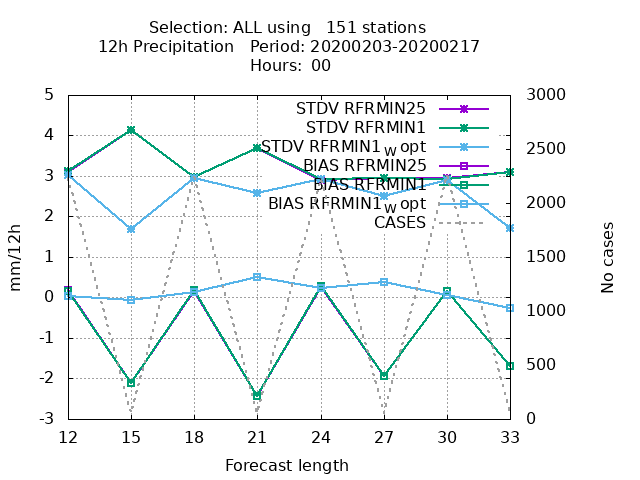 Selection: ALL using   151 stations
12h Precipitation   Period: 20200203-20200217
Hours:  00
mm/12h
No cases
STDV RFRMIN25
STDV RFRMIN1
STDV RFRMIN1_W opt
BIAS RFRMIN25
BIAS RFRMIN1
BIAS RFRMIN1_W opt
CASES
5 3000
4 2500
3
2 2000
1 1500
0 1000
-1
-2 500
-3 0
12 15 18 21 24 27 30 33
Forecast length